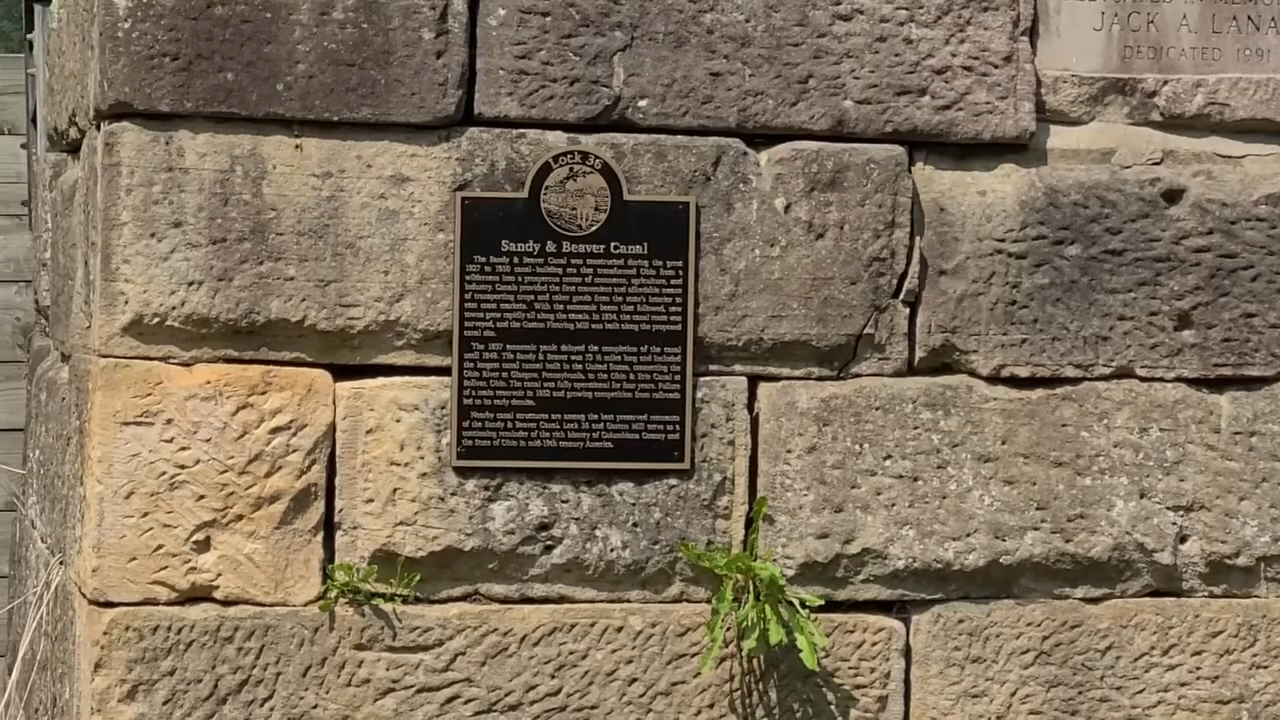 JACK A. LANA
DEDICATED 1991
Lock 36
Sandy & Beaver Canal
The Sandy & Beaver Canal was constructed during the great
1827 to 1850 canal-building era that transformed Ohio from a
wilderness into a prosperous center of commerce, agriculture, and
industry. Canals provided the first convenient and affordable means
of transporting crops and other goods from the state's interior to
east coast markets. With the economic boom that followed, new
towns grew rapidly all along the canals. In 1834, the canal route was
surveyed, and the Gaston Flouring Mill was built along the proposed
canal site.
The 1837 economic panic delayed the completion of the canal
until 1848. The Sandy & Beaver was 73 ½ miles long and included
the longest canal tunnel built in the United States, connecting the
Ohio River at Glasgow, Pennsylvania, to the Ohio & Erie Canal at
Bolivar, Ohio. The canal was fully operational for four years. Failure
of a main reservoir in 1852 and growing competition from railroads
led to its early demise.
Nearby canal structures are among the best preserved remnants
of the Sandy & Beaver Canal. Lock 36 and Gaston Mill serve as a
continuing reminder of the rich history of Columbiana County and
the State of Ohio in mid-19th century America.